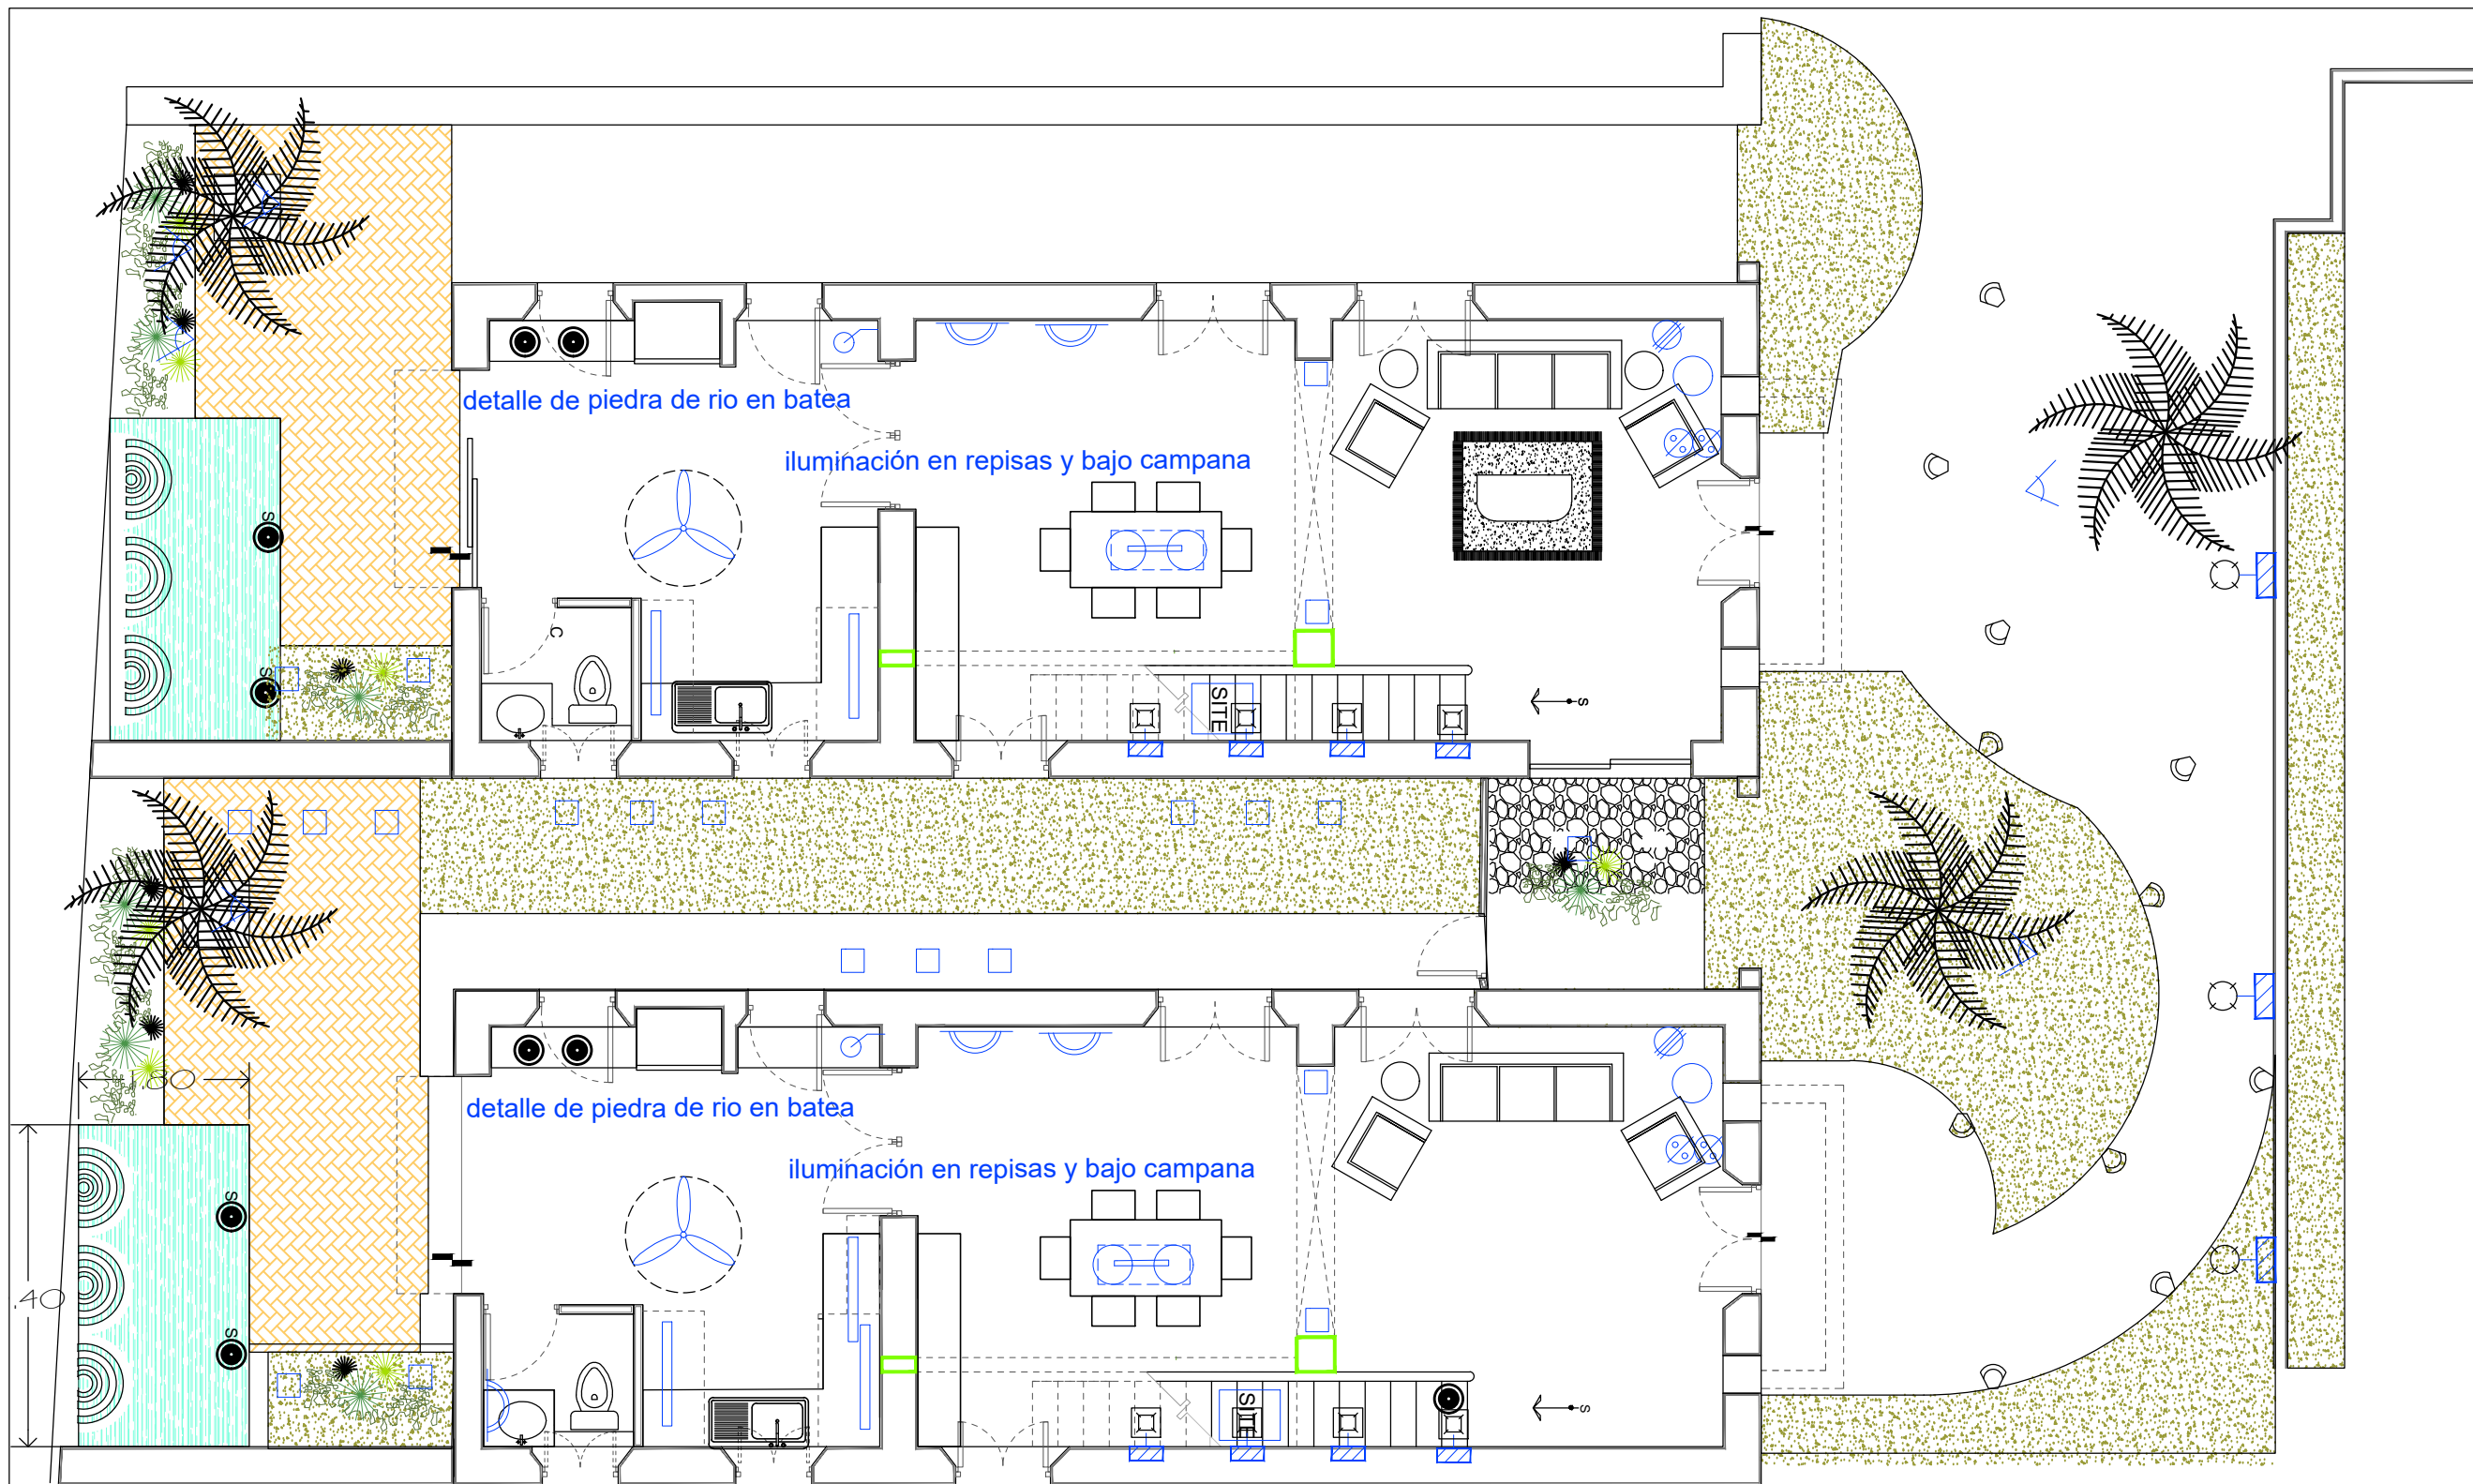 detalle de piedra de rio en batea
iluminación en repisas y bajo campana
S
S
C
SITE
S
detalle de piedra de rio en batea
iluminación en repisas y bajo campana
.80
.40
S
S
SITE
S